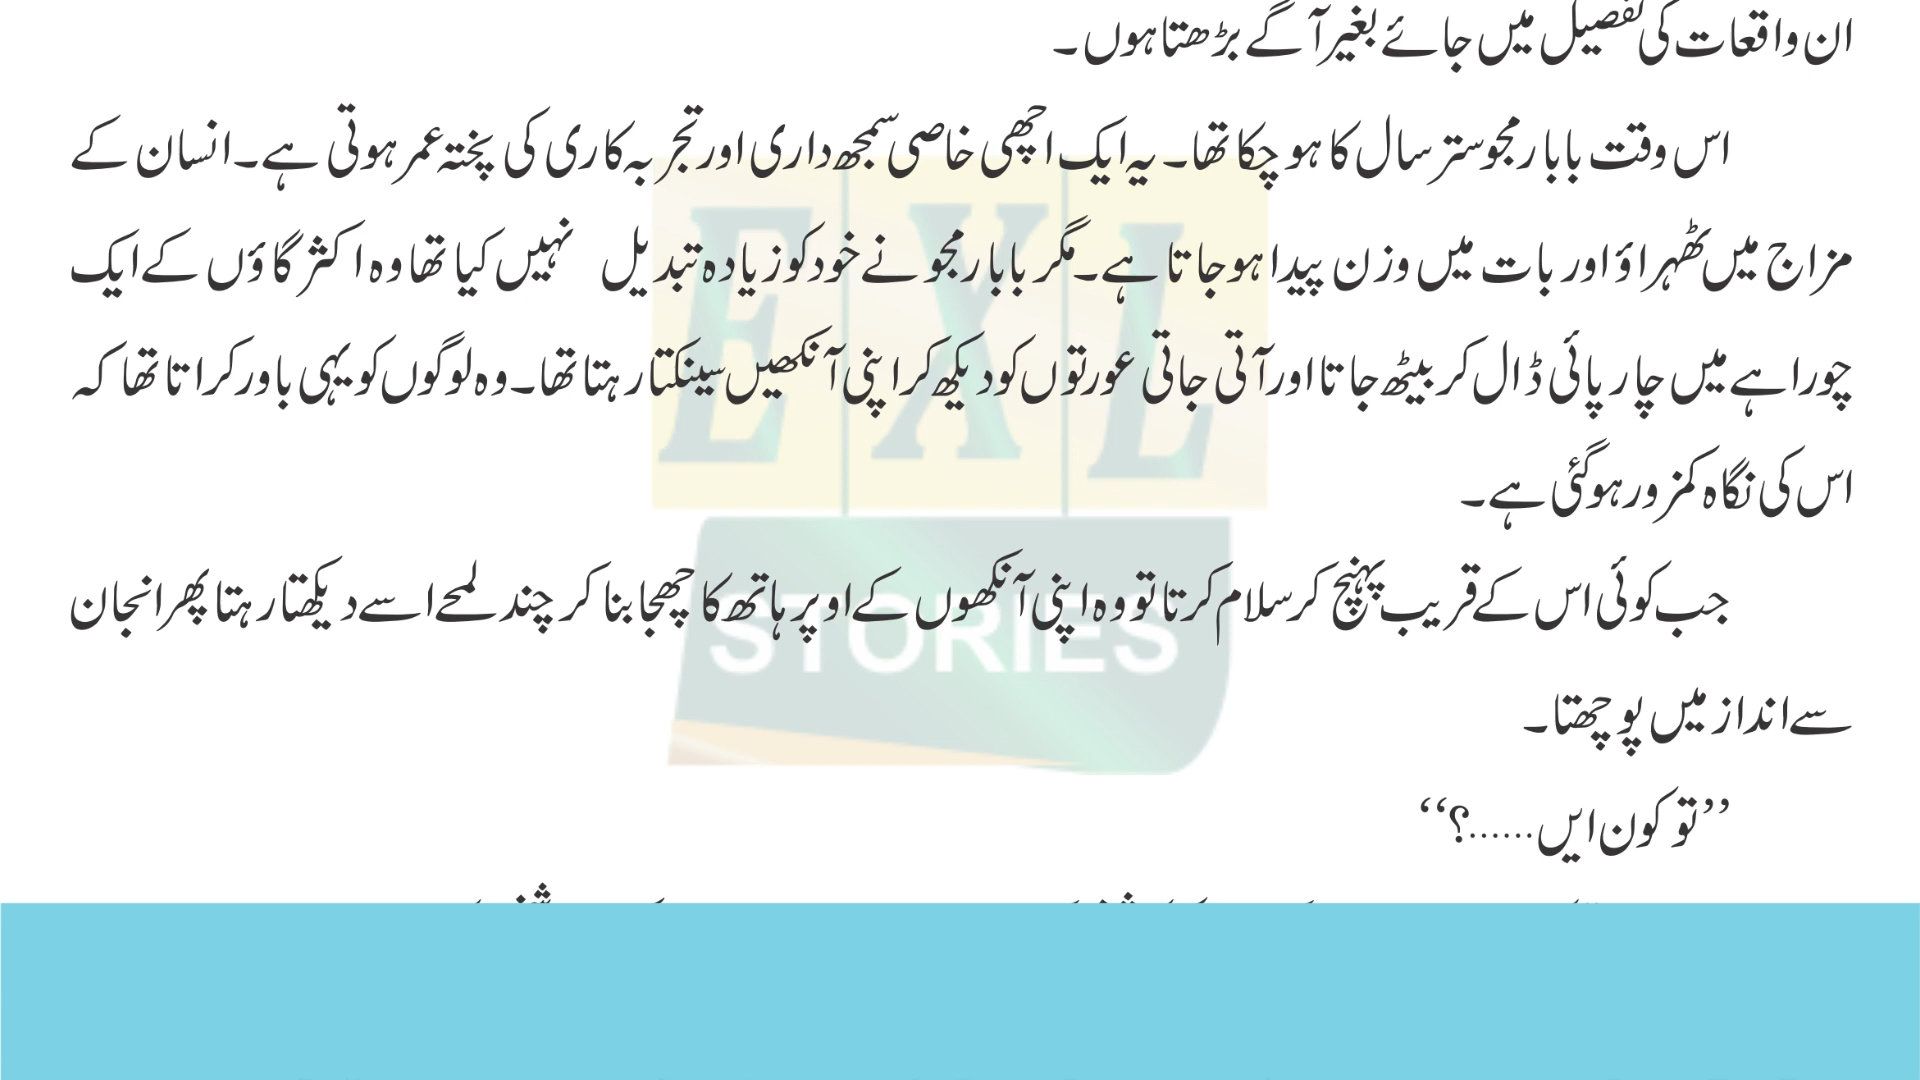 ان واقعات کی تفصیل میں جائے بغیر آگے بڑھتا ہوں۔
اس وقت بابا رمجو ستر سال کا ہو چکا تھا۔ یہ ایک اچھی خاصی سمجھ داری اور تجربہ کاری کی پختہ عمر ہوتی ہے۔ انسان کے
مزاج میں ٹھہراؤ اور بات میں وزن پیدا ہو جاتا ہے۔ مگر بابا رمجو نے خود کو زیادہ تبدیل نہیں کیا تھا وہ اکثر گاؤں کے ایک
چوراہے میں چارپائی ڈال کر بیٹھ جاتا اور آتی جاتی عورتوں کو دیکھ کر اپنی آنکھیں سینکتا رہتا تھا۔ وہ لوگوں کو یہی باور کراتا تھا کہ
اس کی نگاہ کمزور ہو گئی ہے۔
جب کوئی اس کے قریب پہنچ کر سلام کرتا تو وہ اپنی آنکھوں کے اوپر ہاتھ کا چھجا بنا کر چند لمحے اسے دیکھتا رہتا پھر انجان
سے انداز میں پوچھتا۔
’’تو کون ایں......؟‘‘
EXL
STORIES